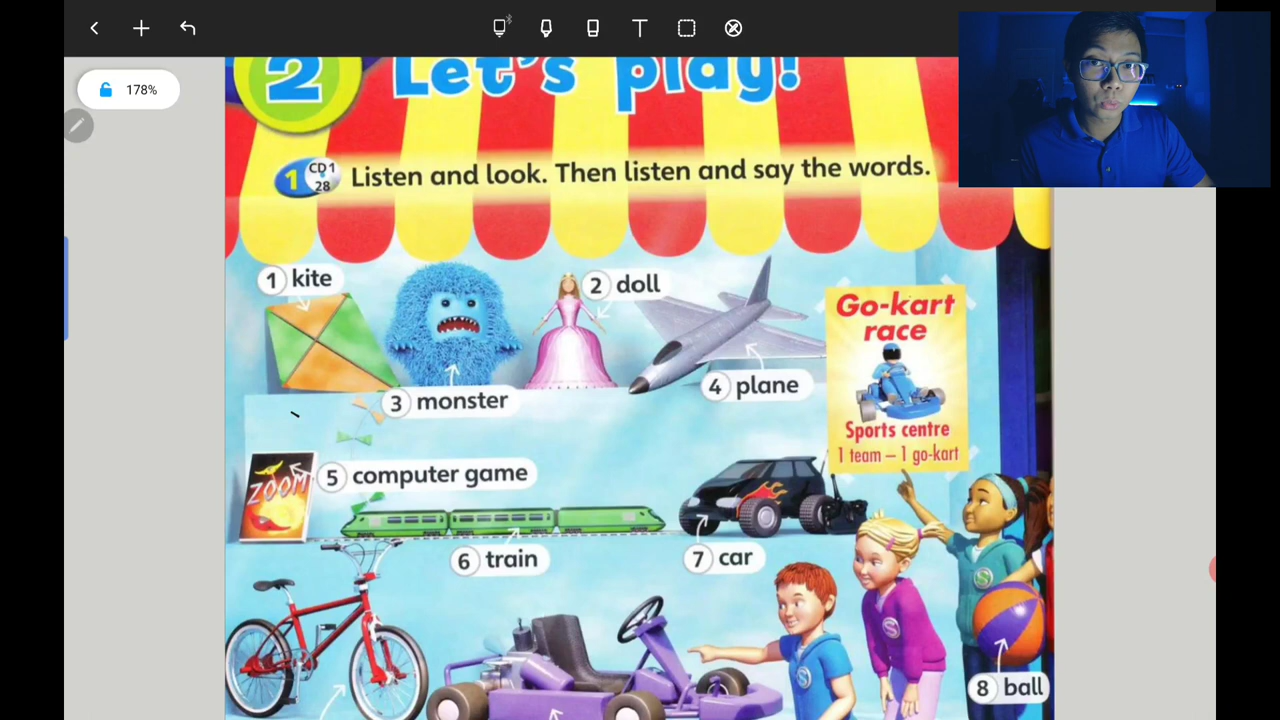 178%
2 Let's play!
1 CD1 28 Listen and look. Then listen and say the words.
1 kite
2 doll
3 monster
4 plane
Go-kart
race
Sports centre
1 team – 1 go-kart
ZOOM
5 computer game
6 train
7 car
S
S
S
8 ball